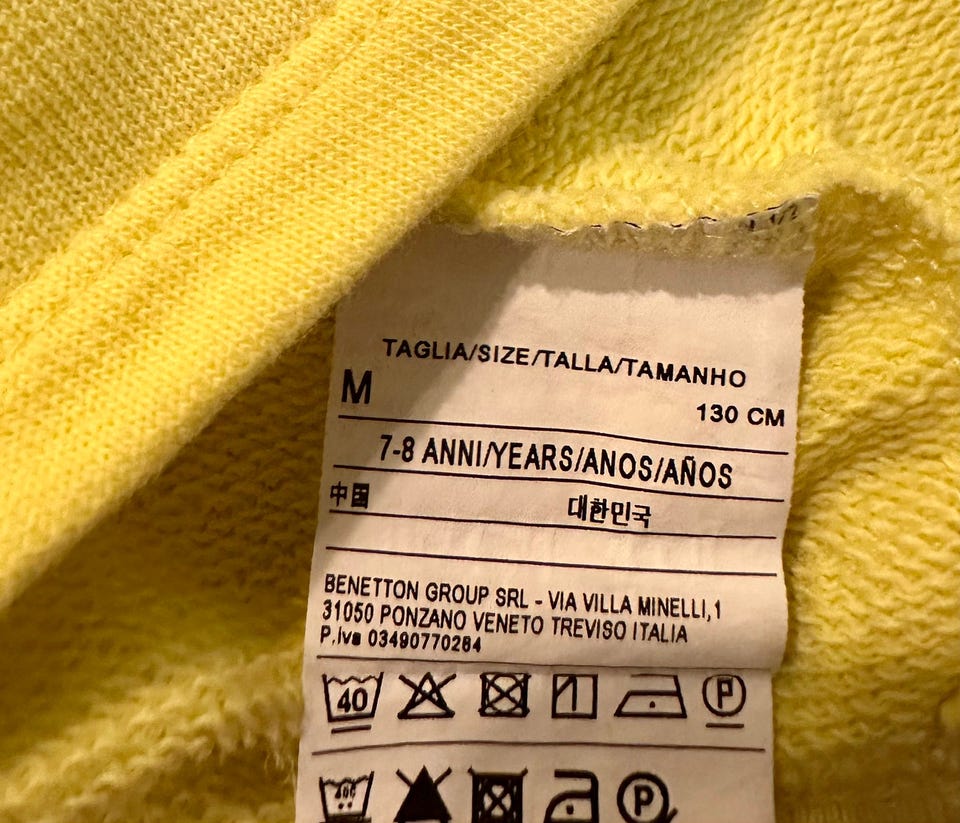 TAGLIA/SIZE/TALLA/TAMANHO
M
130 CM
7-8 ANNI/YEARS/ANOS/AÑOS
中国 대한민국
BENETTON GROUP SRL - VIA VILLA MINELLI,1
31050 PONZANO VENETO TREVISO ITALIA
P.iva 03490770264
40 P
P